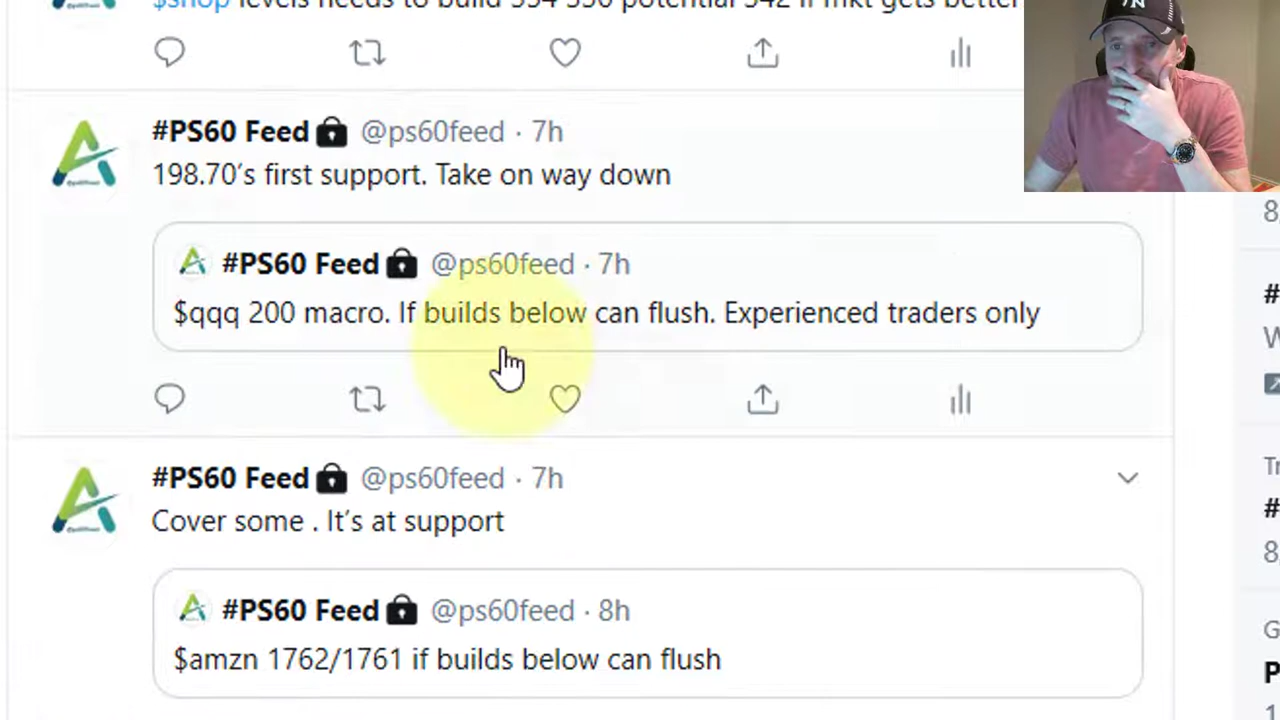 $shop levels needs to build 334 336 potential 342 if mkt gets better
#PS60 Feed @ps60feed · 7h
198.70's first support. Take on way down
#PS60 Feed @ps60feed · 7h
$qqq 200 macro. If builds below can flush. Experienced traders only
#PS60 Feed @ps60feed · 7h
Cover some . It's at support
#PS60 Feed @ps60feed · 8h
$amzn 1762/1761 if builds below can flush